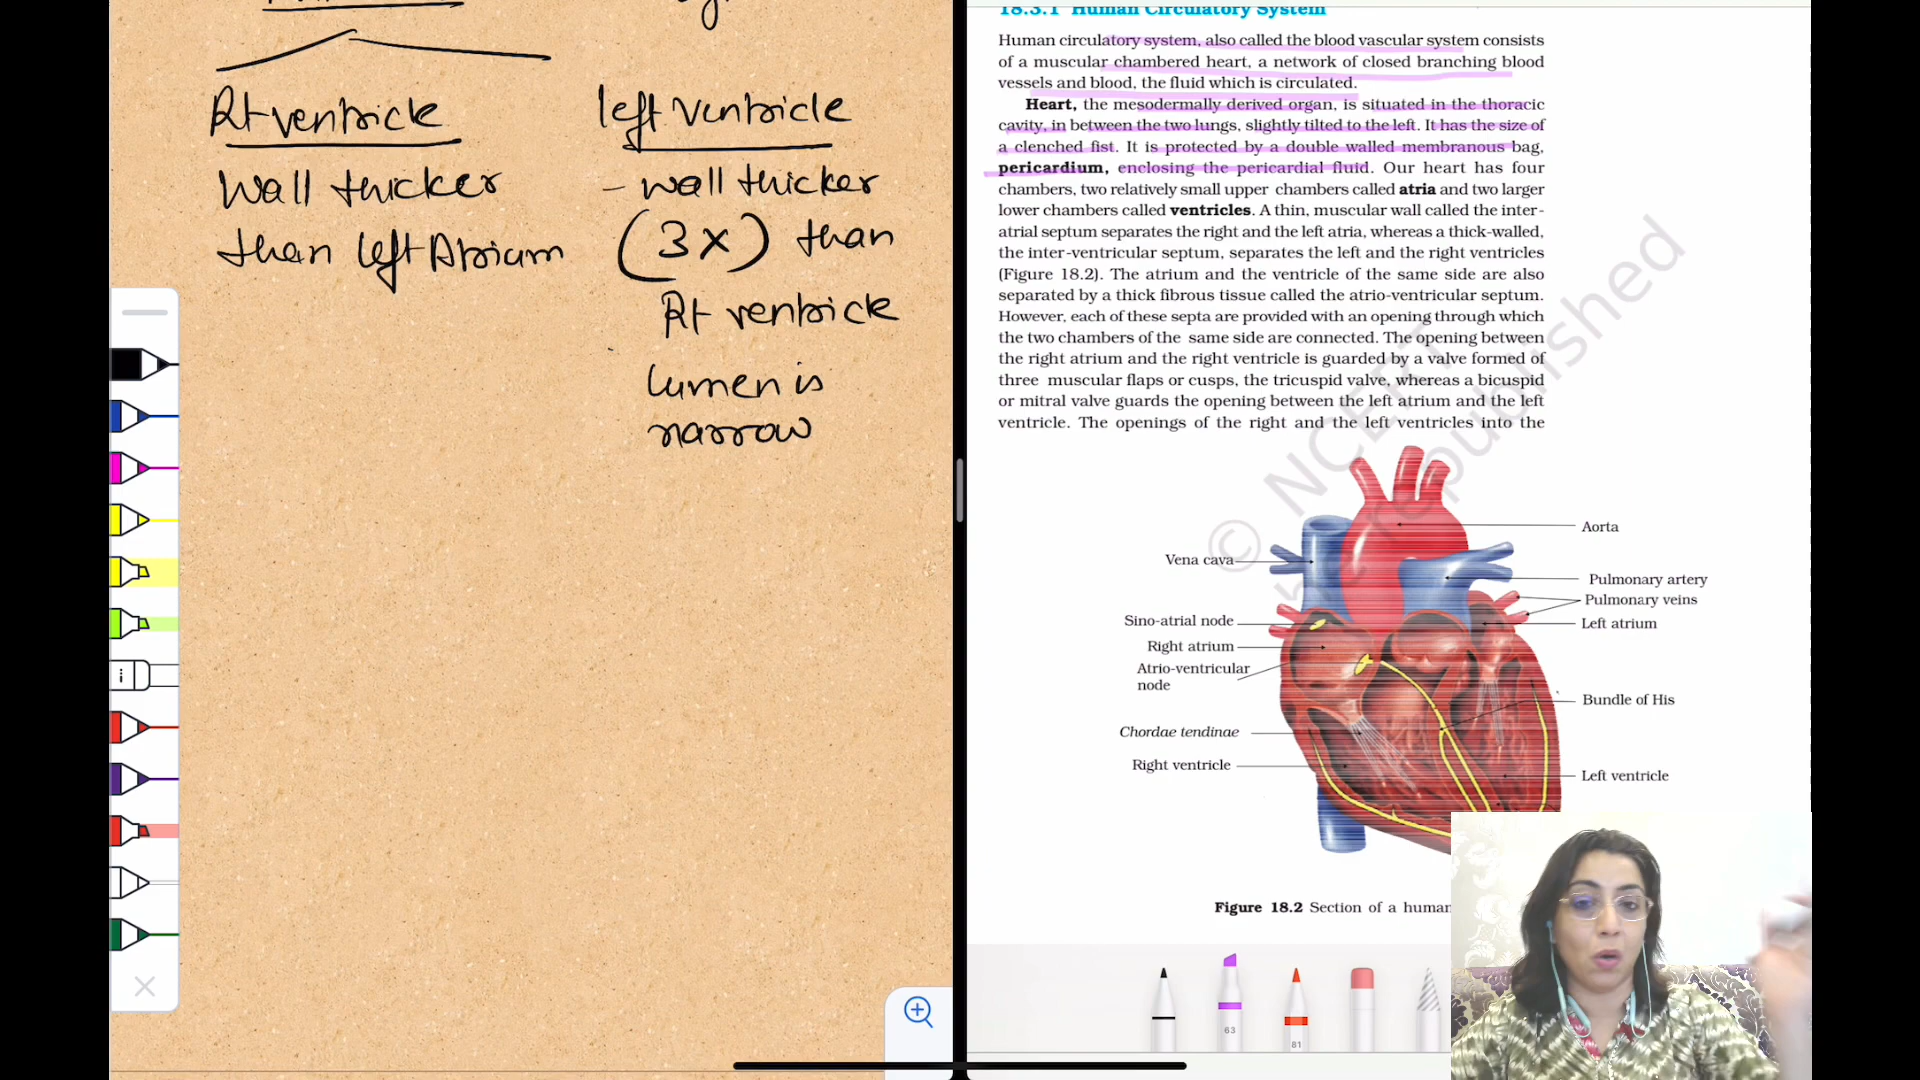 Rt ventricle
Wall thicker
than left Atrium
left ventricle
- wall thicker
(3x) than
Rt ventricle
lumen is
narrow
18.3.1 Human Circulatory System
Human circulatory system, also called the blood vascular system consists
of a muscular chambered heart, a network of closed branching blood
vessels and blood, the fluid which is circulated.
Heart, the mesodermally derived organ, is situated in the thoracic
cavity, in between the two lungs, slightly tilted to the left. It has the size of
a clenched fist. It is protected by a double walled membranous bag,
pericardium, enclosing the pericardial fluid. Our heart has four
chambers, two relatively small upper chambers called atria and two larger
lower chambers called ventricles. A thin, muscular wall called the inter-
atrial septum separates the right and the left atria, whereas a thick-walled,
the inter-ventricular septum, separates the left and the right ventricles
(Figure 18.2). The atrium and the ventricle of the same side are also
separated by a thick fibrous tissue called the atrio-ventricular septum.
However, each of these septa are provided with an opening through which
the two chambers of the same side are connected. The opening between
the right atrium and the right ventricle is guarded by a valve formed of
three muscular flaps or cusps, the tricuspid valve, whereas a bicuspid
or mitral valve guards the opening between the left atrium and the left
ventricle. The openings of the right and the left ventricles into the
© NCERT
republished
Aorta
Vena cava
Pulmonary artery
Pulmonary veins
Sino-atrial node
Left atrium
Right atrium
Atrio-ventricular
node
Bundle of His
Chordae tendinae
Right ventricle
Left ventricle
Figure 18.2 Section of a human
63
81